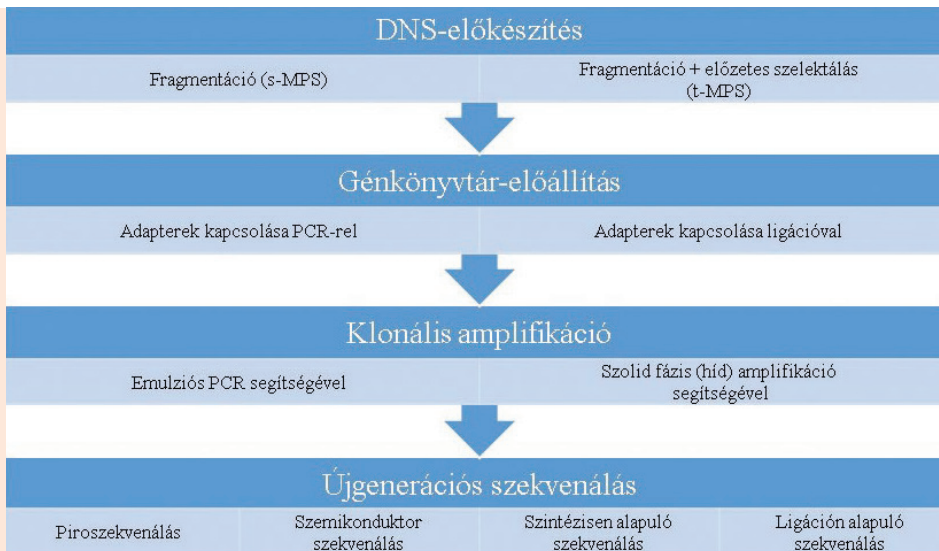 DNS-előkészítés
Fragmentáció (s-MPS)
Fragmentáció + előzetes szelektálás
(t-MPS)
Génkönyvtár-előállítás
Adapterek kapcsolása PCR-rel
Adapterek kapcsolása ligációval
Klonális amplifikáció
Emulziós PCR segítségével
Szolid fázis (híd) amplifikáció
segítségével
Újgenerációs szekvenálás
Piroszekvenálás
Szemikonduktor
szekvenálás
Szintézisen alapuló
szekvenálás
Ligáción alapuló
szekvenálás